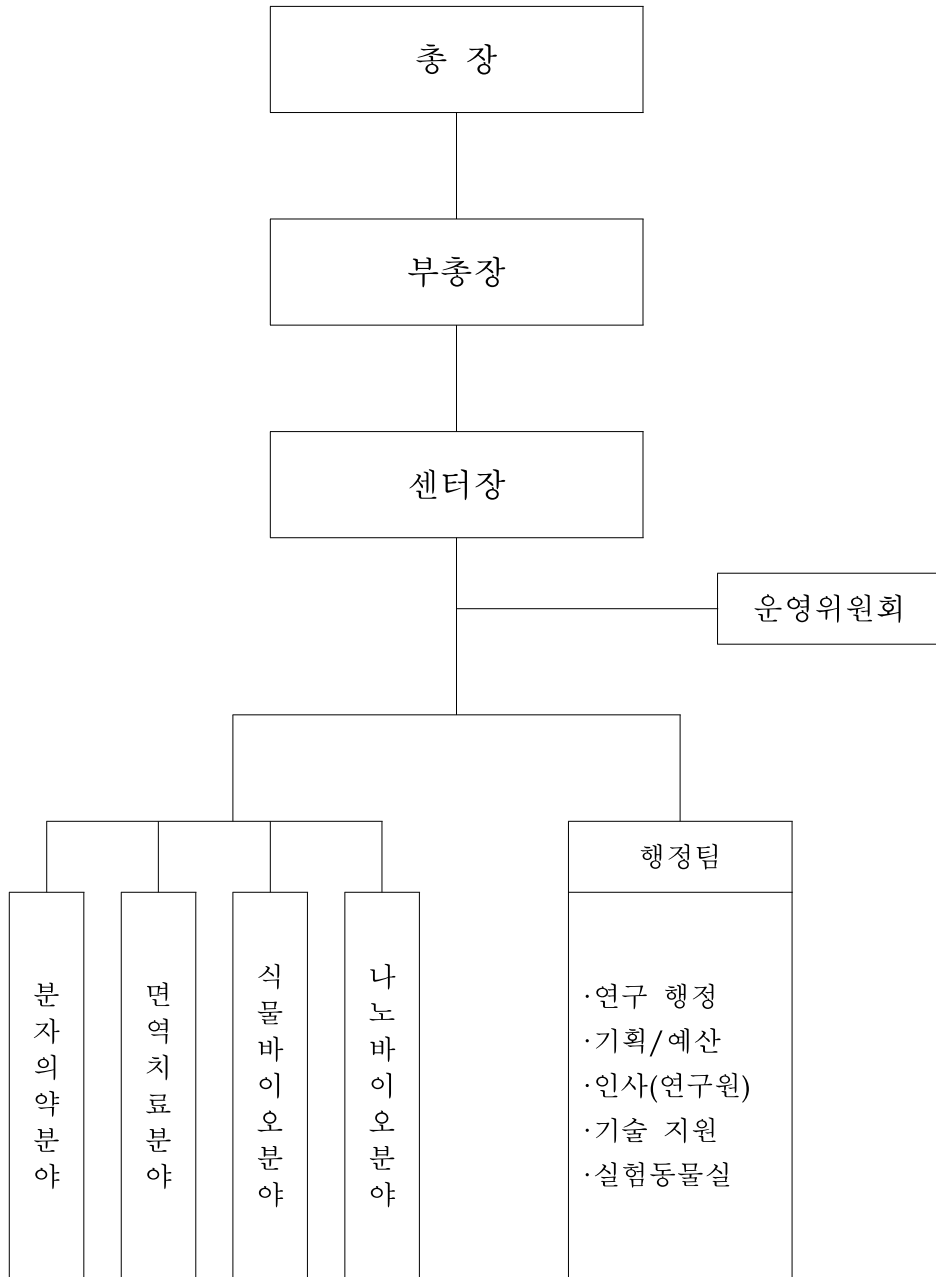 총 장
부총장
센터장
운영위원회
분자의약분야
면역치료분야
식물바이오분야
나노바이오분야
행정팀
·연구 행정
·기획/예산
·인사(연구원)
·기술 지원
·실험동물실